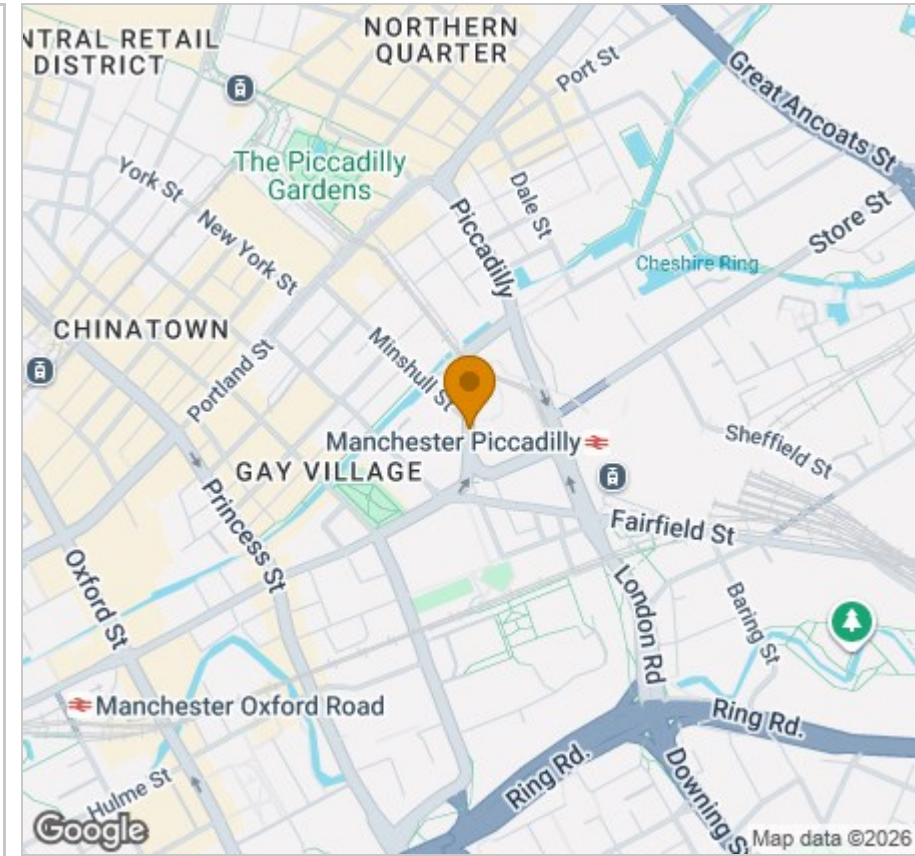 NTRAL RETAIL
DISTRICT
NORTHERN
QUARTER
Port St
Great Ancoats St
The Piccadilly
Gardens
York St
New York St
Piccadilly
Dale St
Store St
Cheshire Ring
CHINATOWN
Portland St
Minshull St
Manchester Piccadilly
Sheffield St
GAY VILLAGE
Princess St
Oxford St
Fairfield St
London Rd
Baring St
Manchester Oxford Road
Ring Rd.
Ring Rd.
Hulme St
Downing S
Google
Map data ©2026